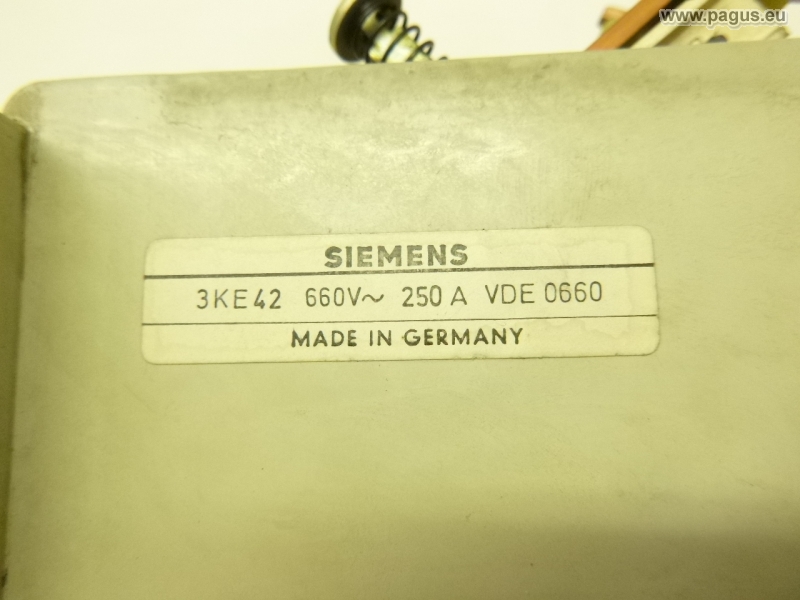 www.pagus.eu
SIEMENS
3KE42 660V~ 250 A VDE 0660
MADE IN GERMANY